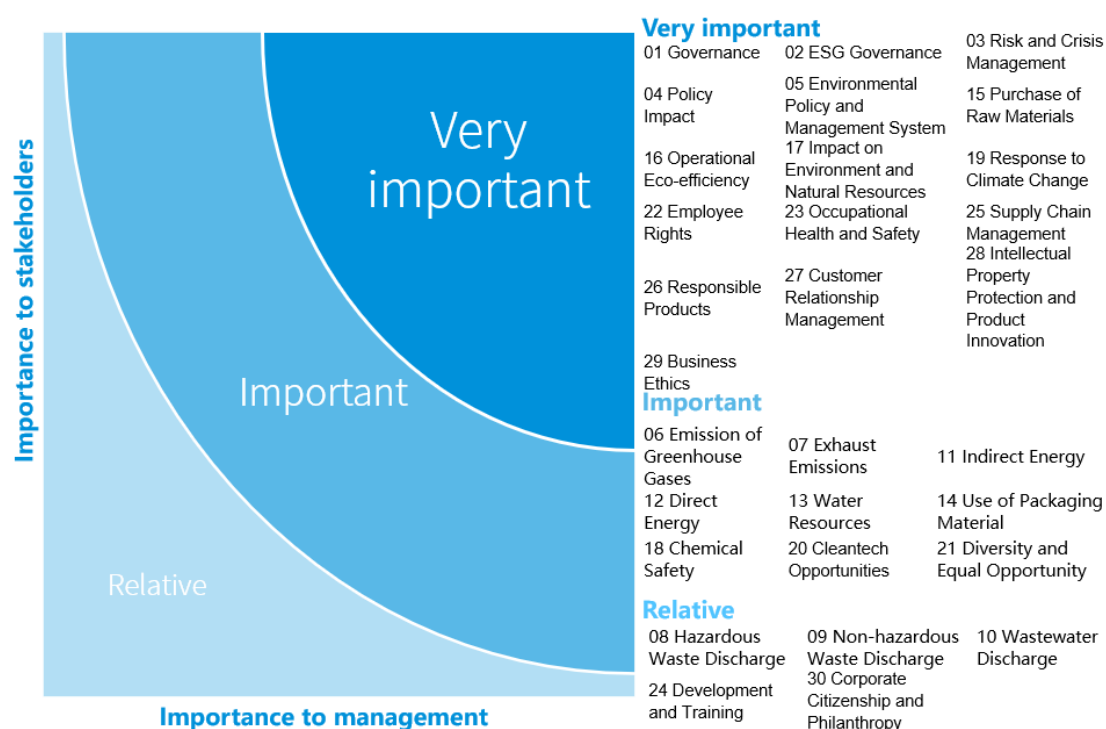 Importance to stakeholders
Very
important
Important
Relative
Importance to management
Very important
01 Governance
02 ESG Governance
03 Risk and Crisis
Management
04 Policy
Impact
05 Environmental
Policy and
Management System
15 Purchase of
Raw Materials
16 Operational
Eco-efficiency
17 Impact on
Environment and
Natural Resources
19 Response to
Climate Change
22 Employee
Rights
23 Occupational
Health and Safety
25 Supply Chain
Management
26 Responsible
Products
27 Customer
Relationship
Management
28 Intellectual
Property
Protection and
Product
Innovation
29 Business
Ethics
Important
06 Emission of
Greenhouse
Gases
07 Exhaust
Emissions
11 Indirect Energy
12 Direct
Energy
13 Water
Resources
14 Use of Packaging
Material
18 Chemical
Safety
20 Cleantech
Opportunities
21 Diversity and
Equal Opportunity
Relative
08 Hazardous
Waste Discharge
09 Non-hazardous
Waste Discharge
10 Wastewater
Discharge
24 Development
and Training
30 Corporate
Citizenship and
Philanthropy